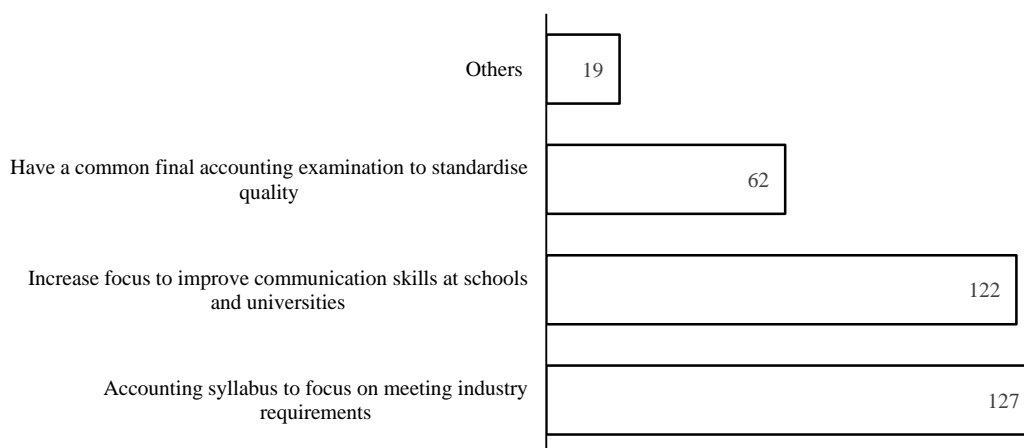 Others
19
Have a common final accounting examination to standardise
quality
62
Increase focus to improve communication skills at schools
and universities
122
Accounting syllabus to focus on meeting industry
requirements
127